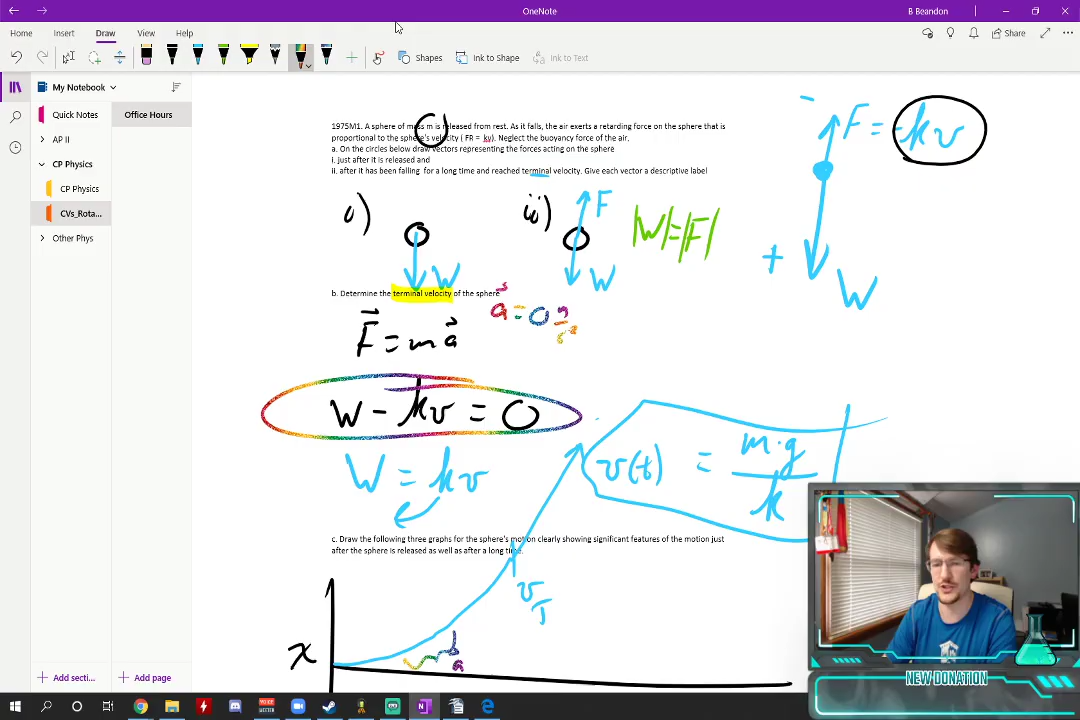 OneNote
B Beandon
Home Insert Draw View Help
Share
Shapes Ink to Shape Ink to Text
My Notebook
Quick Notes
AP II
CP Physics
CP Physics
CVs_Rota...
Other Phys
Office Hours
1975M1. A sphere of mass m is released from rest. As it falls, the air exerts a retarding force on the sphere that is
proportional to the sphere's velocity ( FR = kv). Neglect the buoyancy force of the air.
a. On the circles below draw vectors representing the forces acting on the sphere
i. just after it is released and
ii. after it has been falling for a long time and reached terminal velocity. Give each vector a descriptive label
- F = -kv
+ W
i) W
ii) F W
|W|=|F|
b. Determine the terminal velocity of the sphere
a = 0 m/s²
F = ma
W - kv = 0
W = kv
v(t) = m·g/k
c. Draw the following three graphs for the sphere's motion clearly showing significant features of the motion just
after the sphere is released as well as after a long time.
x
a
v_T
Add secti...
Add page
NEW DONATION